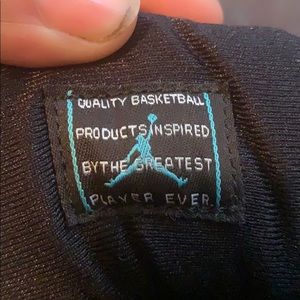 QUALITY BASKETBALL
PRODUCTS INSPIRED
BY THE GREATEST
PLAYER EVER.